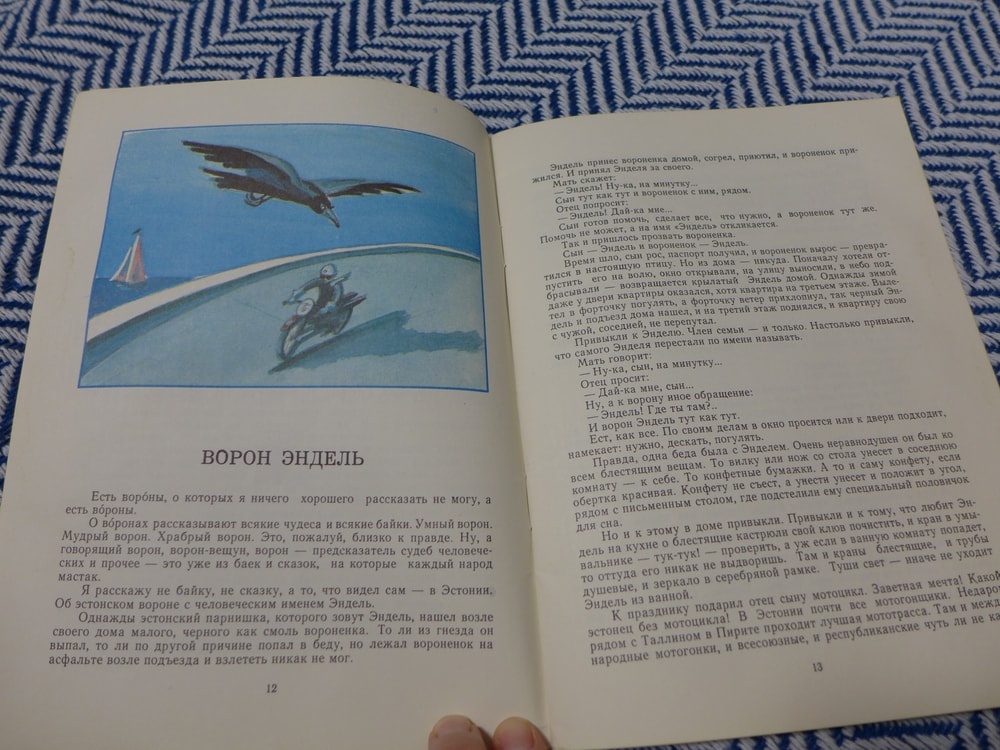 ВОРОН ЭНДЕЛЬ
Есть воро́ны, о которых я ничего хорошего рассказать не могу, а
есть во́роны.
О во́ронах рассказывают всякие чудеса и всякие байки. Умный ворон.
Мудрый ворон. Храбрый ворон. Это, пожалуй, близко к правде. Ну, а
говорящий ворон, ворон-вещун, ворон — предсказатель судеб человече-
ских и прочее — это уже из баек и сказок, на которые каждый народ
мастак.
Я расскажу не байку, не сказку, а то, что видел сам — в Эстонии.
Об эстонском вороне с человеческим именем Эндель.
Однажды эстонский парнишка, которого зовут Эндель, нашел возле
своего дома малого, черного как смоль вороненка. То ли из гнезда он
выпал, то ли по другой причине попал в беду, но лежал вороненок на
асфальте возле подъезда и взлететь никак не мог.
12
Эндель принес вороненка домой, согрел, приютил, и вороненок при-
жился. И принял Энделя за своего.
Мать скажет:
— Эндель! Ну-ка, на минутку...
Сын тут как тут и вороненок с ним, рядом.
Отец попросит:
— Эндель! Дай-ка мне...
Сын готов помочь, сделает все, что нужно, а вороненок тут же.
Помочь не может, а на имя «Эндель» откликается.
Так и пришлось прозвать вороненка.
Сын — Эндель и вороненок — Эндель.
Время шло, сын рос, паспорт получил, и вороненок вырос — превра-
тился в настоящую птицу. Но из дома — никуда. Поначалу хотели от-
пустить его на волю, окно открывали, на улицу выносили, в небо под-
брасывали — возвращается крылатый Эндель домой. Однажды зимой
даже у двери квартиры оказался, хотя квартира на третьем этаже. Выле-
тел в форточку погулять, а форточку ветер прихлопнул, так черный Эн-
дель и подъезд дома нашел, и на третий этаж поднялся, и квартиру свою
с чужой, соседней, не перепутал.
Привыкли к Энделю. Член семьи — и только. Настолько привыкли,
что самого Энделя перестали по имени называть.
Мать говорит:
— Ну-ка, сын, на минутку...
Отец просит:
— Дай-ка мне, сын...
Ну, а к ворону иное обращение:
— Эндель! Где ты там?..
И ворон Эндель тут как тут.
Ест, как все. По своим делам в окно просится или к двери подходит,
намекает: нужно, дескать, погулять.
Правда, одна беда была с Энделем. Очень неравнодушен он был ко
всем блестящим вещам. То вилку или нож со стола унесет в соседнюю
комнату — к себе. То конфетные бумажки. А то и саму конфету, если
обертка красивая. Конфету не съест, а унести унесет и положит в угол,
рядом с письменным столом, где подстелили ему специальный половичок
для сна.
Но и к этому в доме привыкли. Привыкли и к тому, что любит Эн-
дель на кухне о блестящие кастрюли свой клюв почистить, и кран в умы-
вальнике — тук-тук! — проверить, а уж если в ванную комнату попадет,
то оттуда его никак не выдворишь. Там и краны блестящие, и трубы
душевые, и зеркало в серебряной рамке. Туши свет — иначе не уходит
Эндель из ванной.
К празднику подарил отец сыну мотоцикл. Заветная мечта! Какой
эстонец без мотоцикла! В Эстонии почти все мотогонщики. Недаром
рядом с Таллином в Пирите проходит лучшая мототрасса. Там и между
народные мотогонки, и всесоюзные, и республиканские чуть ли не
13